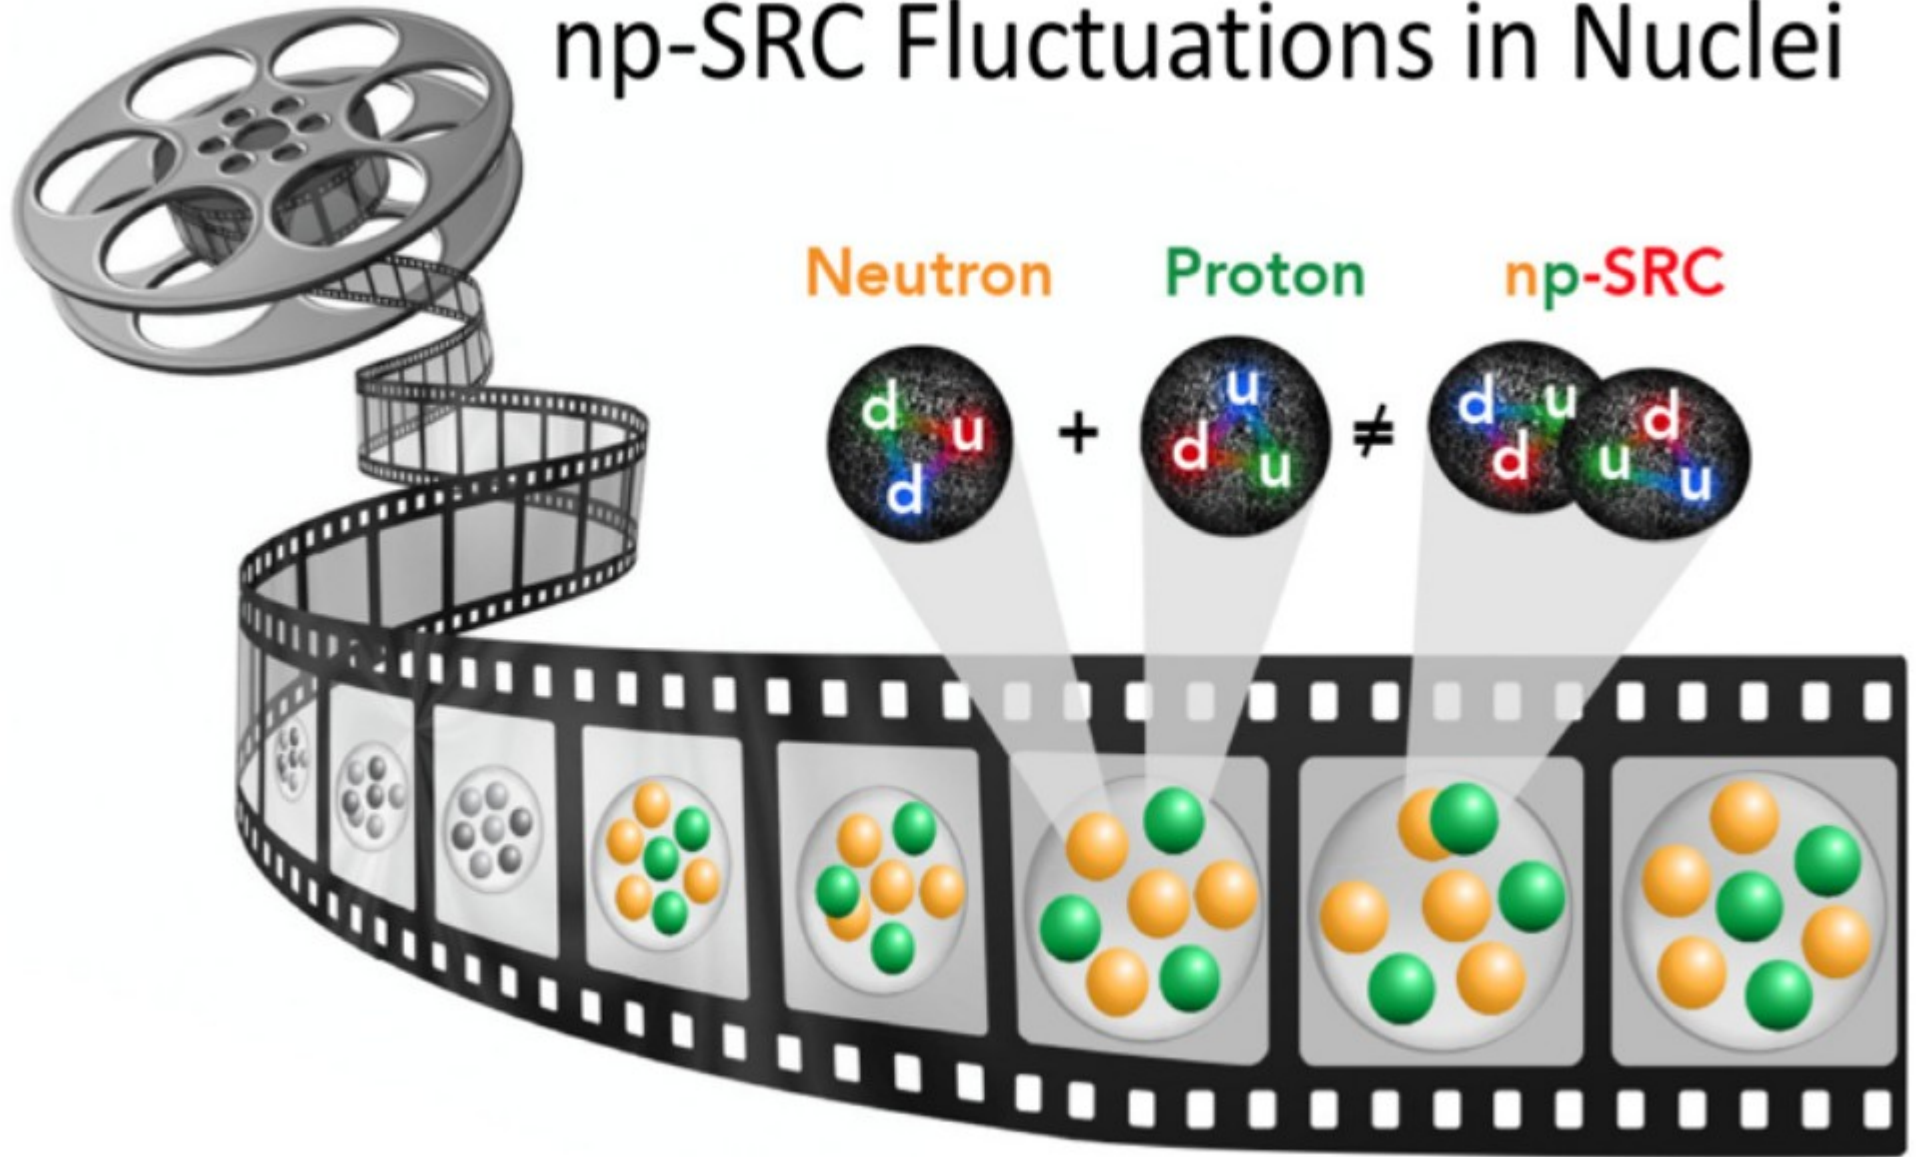 np-SRC Fluctuations in Nuclei
Neutron Proton np-SRC
d u d + u d u ≠ d u d d u u